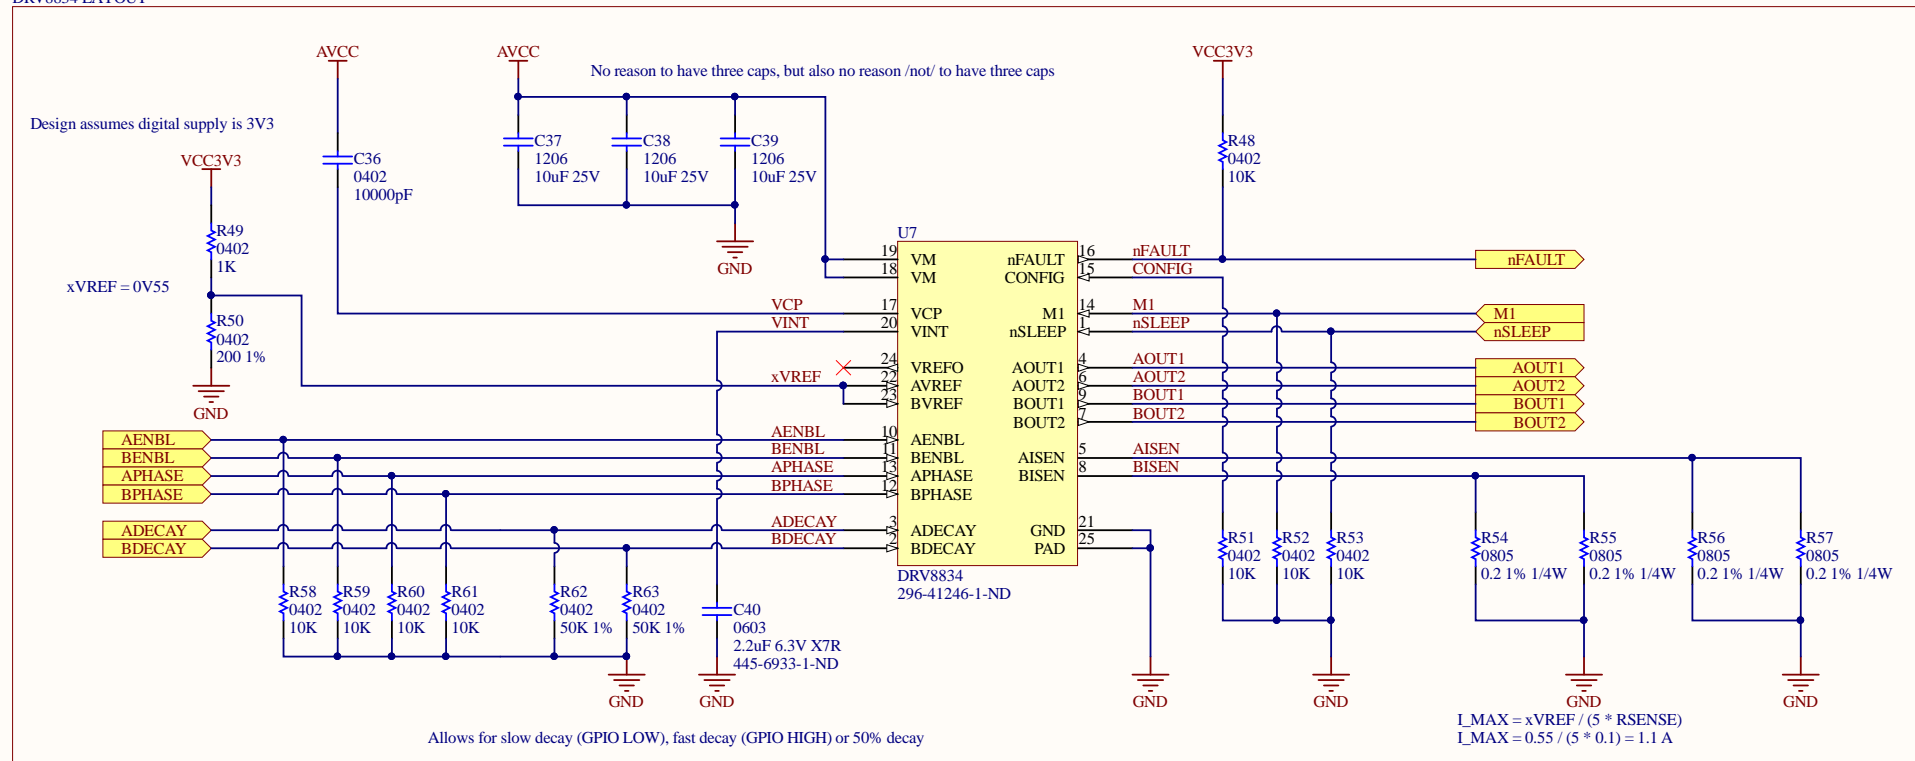 DRV8834 LAYOUT
AVCC
AVCC
VCC3V3
No reason to have three caps, but also no reason /not/ to have three caps
Design assumes digital supply is 3V3
VCC3V3
C36
0402
10000pF
C37
1206
10uF 25V
C38
1206
10uF 25V
C39
1206
10uF 25V
GND
R48
0402
10K
R49
0402
1K
xVREF = 0V55
R50
0402
200 1%
GND
U7
19 VM
18 VM
VCP 17 VCP
VINT 20 VINT
24 VREFO
xVREF 22 AVREF
23 BVREF
AENBL AENBL 10 AENBL
BENBL BENBL 11 BENBL
APHASE APHASE 13 APHASE
BPHASE BPHASE 12 BPHASE
ADECAY ADECAY 3 ADECAY
BDECAY BDECAY 2 BDECAY
nFAULT 16 nFAULT nFAULT
CONFIG 15 CONFIG
M1 14 M1 M1
nSLEEP 1 nSLEEP nSLEEP
AOUT1 4 AOUT1 AOUT1
AOUT2 6 AOUT2 AOUT2
BOUT1 9 BOUT1 BOUT1
BOUT2 7 BOUT2 BOUT2
AISEN 5 AISEN
BISEN 8 BISEN
GND 21
PAD 25
DRV8834
296-41246-1-ND
R51
0402
10K
R52
0402
10K
R53
0402
10K
R54
0805
0.2 1% 1/4W
R55
0805
0.2 1% 1/4W
R56
0805
0.2 1% 1/4W
R57
0805
0.2 1% 1/4W
R58
0402
10K
R59
0402
10K
R60
0402
10K
R61
0402
10K
R62
0402
50K 1%
R63
0402
50K 1%
C40
0603
2.2uF 6.3V X7R
445-6933-1-ND
GND
GND
GND
GND
GND
GND
I_MAX = xVREF / (5 * RSENSE)
I_MAX = 0.55 / (5 * 0.1) = 1.1 A
Allows for slow decay (GPIO LOW), fast decay (GPIO HIGH) or 50% decay